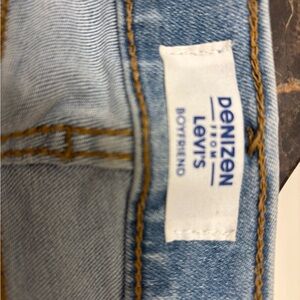 DENIZEN
FROM
LEVI'S
BOYFRIEND